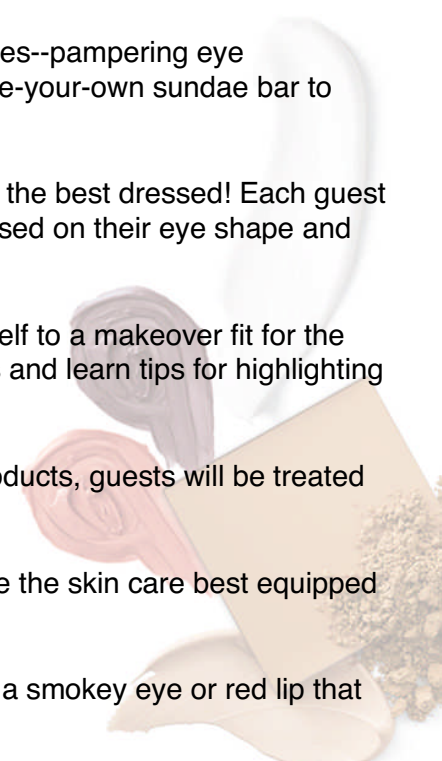 es--pampering eye
e-your-own sundae bar to
the best dressed! Each guest
sed on their eye shape and
elf to a makeover fit for the
and learn tips for highlighting
oducts, guests will be treated
e the skin care best equipped
a smokey eye or red lip that